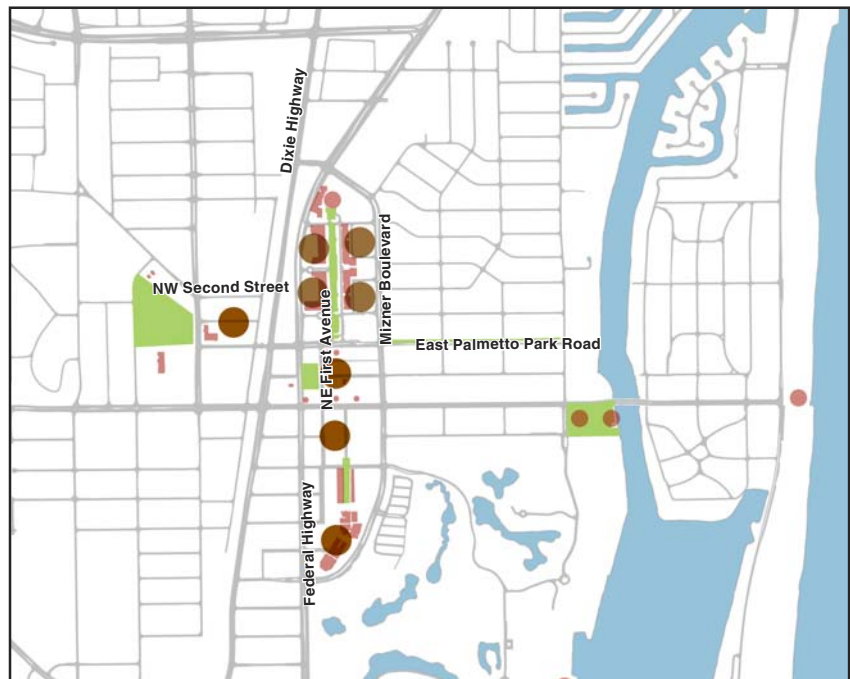 Dixie Highway
Mizner Boulevard
NW Second Street
NE First Avenue
East Palmetto Park Road
Federal Highway